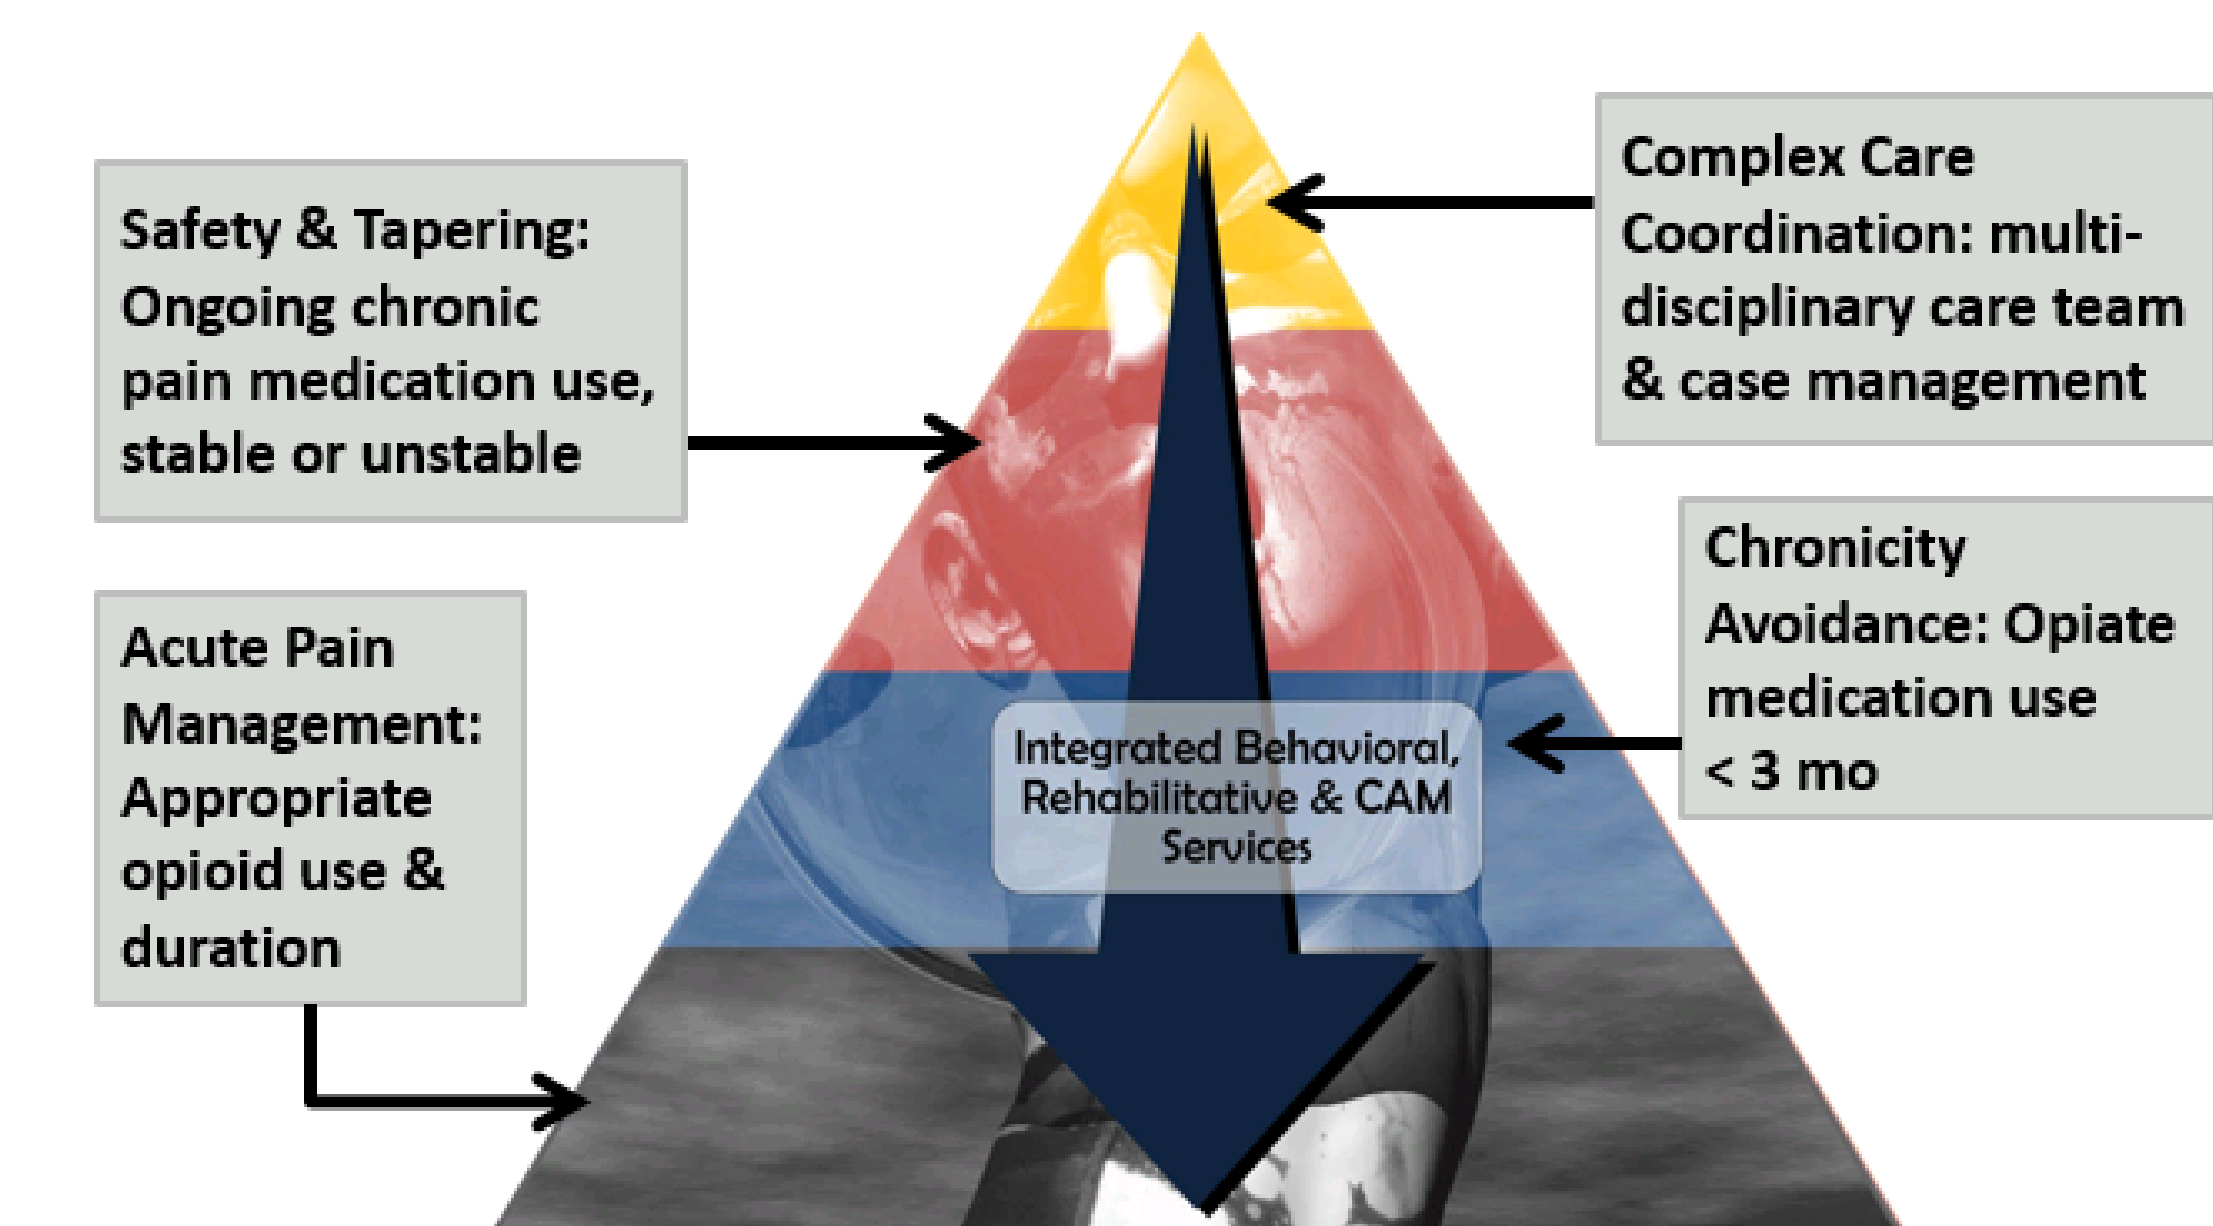 Complex Care
Coordination: multi-
disciplinary care team
& case management
Safety & Tapering:
Ongoing chronic
pain medication use,
stable or unstable
Chronicity
Avoidance: Opiate
medication use
< 3 mo
Acute Pain
Management:
Appropriate
opioid use &
duration
Integrated Behavioral,
Rehabilitative & CAM
Services